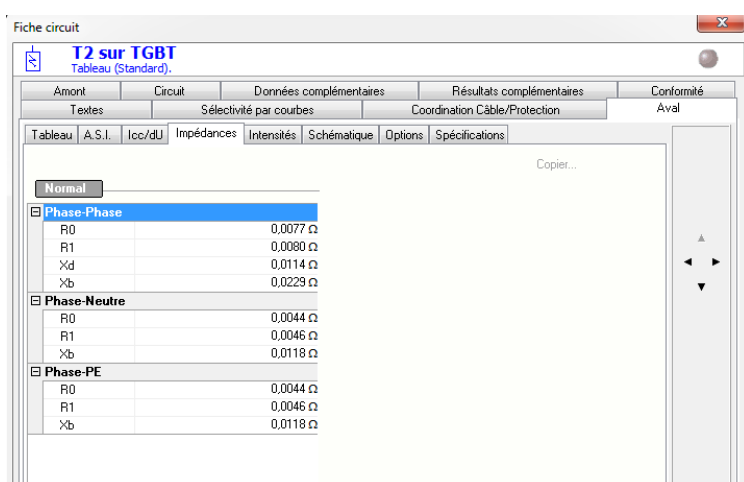 Fiche circuit
T2 sur TGBT
Tableau (Standard).
Amont Circuit Données complémentaires Résultats complémentaires Conformité
Textes Sélectivité par courbes Coordination Câble/Protection Aval
Tableau A.S.I. Icc/dU Impédances Intensités Schématique Options Spécifications
Copier...
Normal
Phase-Phase
R0 0,0077 Ω
R1 0,0080 Ω
Xd 0,0114 Ω
Xb 0,0229 Ω
Phase-Neutre
R0 0,0044 Ω
R1 0,0046 Ω
Xb 0,0118 Ω
Phase-PE
R0 0,0044 Ω
R1 0,0046 Ω
Xb 0,0118 Ω